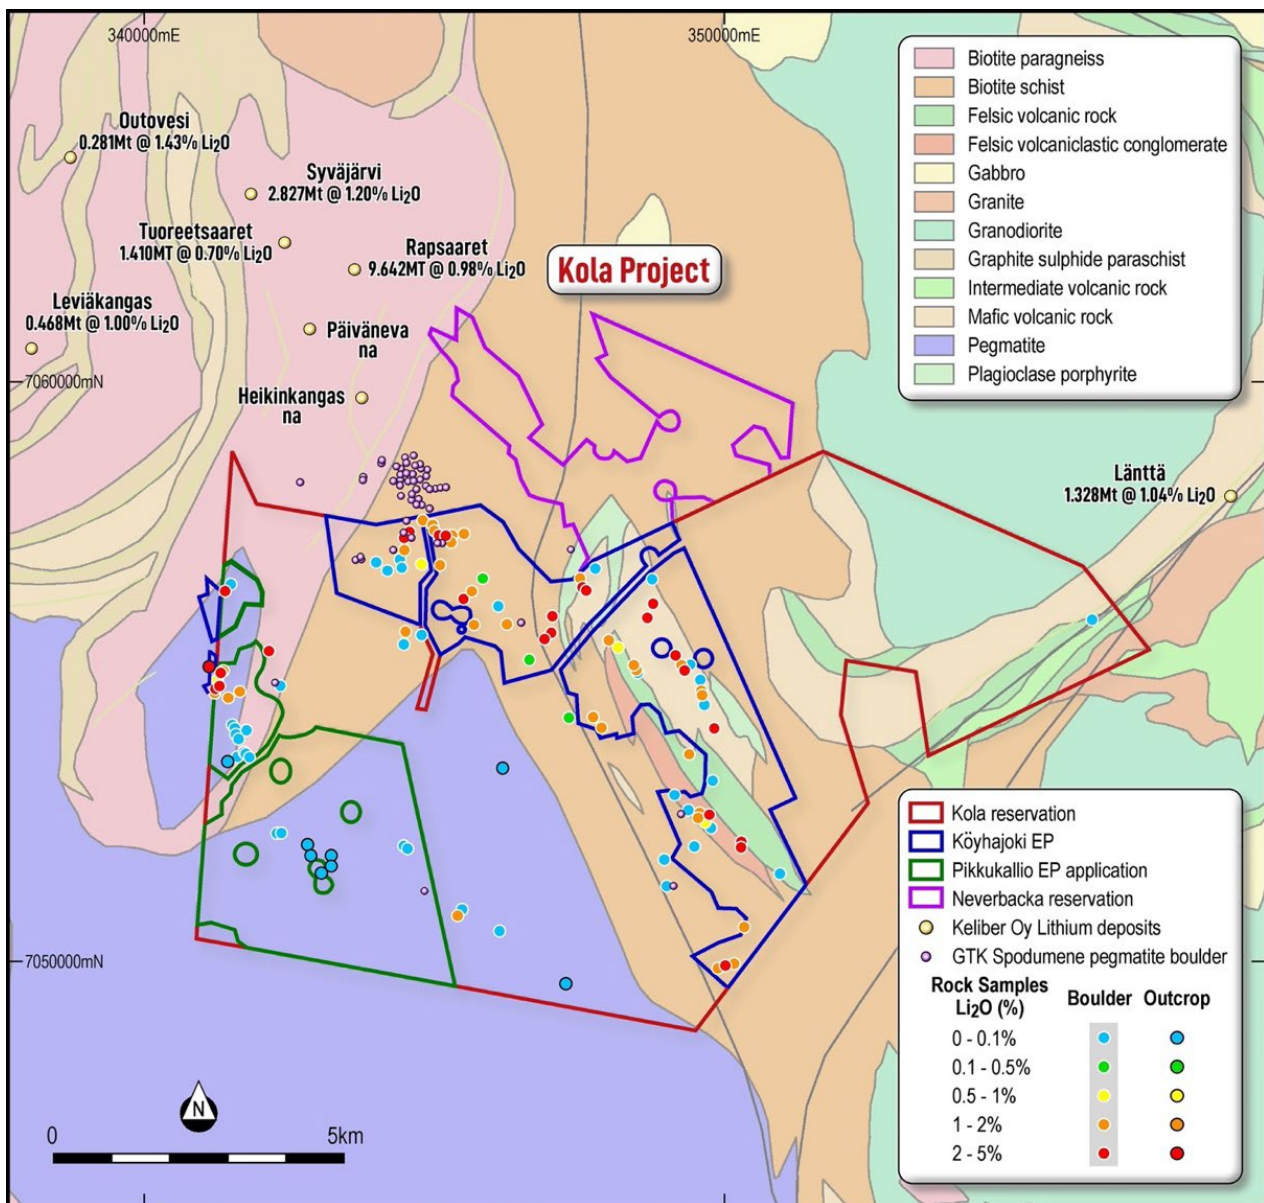 340000mE
350000mE
Biotite paragneiss
Biotite schist
Felsic volcanic rock
Felsic volcaniclastic conglomerate
Gabbro
Granite
Granodiorite
Graphite sulphide paraschist
Intermediate volcanic rock
Mafic volcanic rock
Pegmatite
Plagioclase porphyrite
Outovesi
0.281Mt @ 1.43% Li₂O
Syväjärvi
2.827Mt @ 1.20% Li₂O
Tuoreetsaaret
1.410MT @ 0.70% Li₂O
Rapsaaret
9.642MT @ 0.98% Li₂O
Kola Project
Leviäkangas
0.468Mt @ 1.00% Li₂O
Päiväneva
na
7060000mN
Heikinkangas
na
Länttä
1.328Mt @ 1.04% Li₂O
7050000mN
Kola reservation
Köyhajoki EP
Pikkukallio EP application
Neverbacka reservation
Keliber Oy Lithium deposits
GTK Spodumene pegmatite boulder
Rock Samples
Li₂O (%)
Boulder
Outcrop
0 - 0.1%
0.1 - 0.5%
0.5 - 1%
1 - 2%
2 - 5%
N
0
5km